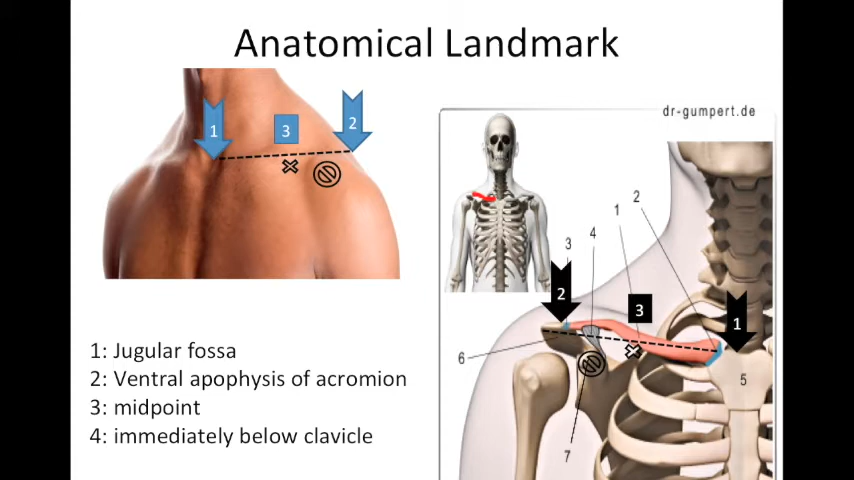 Anatomical Landmark
1
3
2
dr-gumpert.de
2
1
4
3
2
3
1
6
5
7
1: Jugular fossa
2: Ventral apophysis of acromion
3: midpoint
4: immediately below clavicle